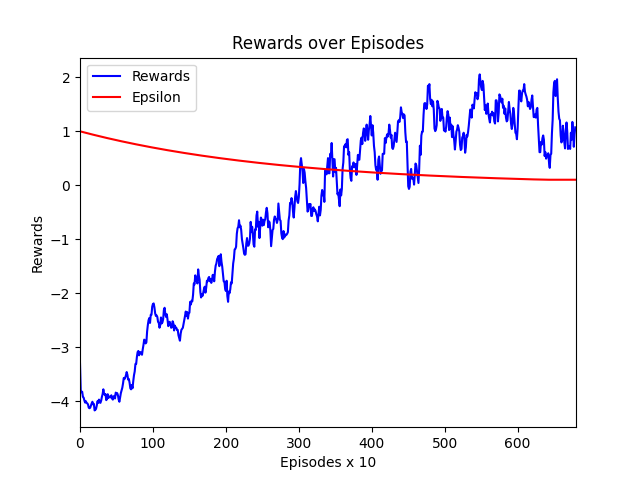 Rewards over Episodes
Rewards
Epsilon
2
1
0
−1
−2
−3
−4
Rewards
0 100 200 300 400 500 600
Episodes x 10